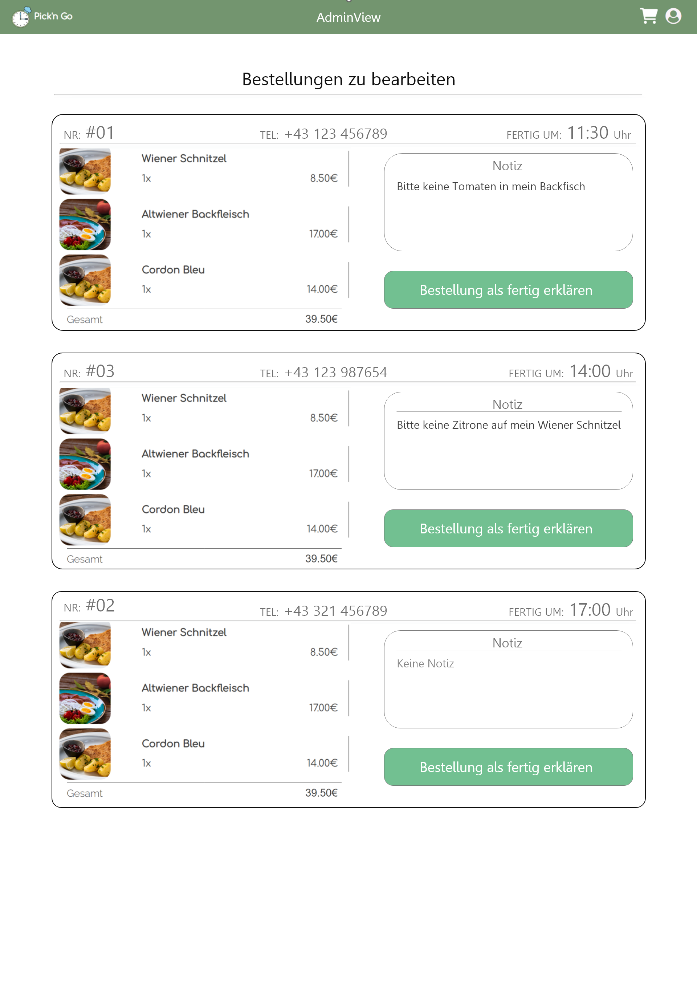 Pick'n Go
AdminView
Bestellungen zu bearbeiten
NR: #01 TEL: +43 123 456789 FERTIG UM: 11:30 Uhr
Wiener Schnitzel
1x 8.50€
Altwiener Backfleisch
1x 17.00€
Cordon Bleu
1x 14.00€
Gesamt 39.50€
Notiz
Bitte keine Tomaten in mein Backfisch
Bestellung als fertig erklären
NR: #03 TEL: +43 123 987654 FERTIG UM: 14:00 Uhr
Wiener Schnitzel
1x 8.50€
Altwiener Backfleisch
1x 17.00€
Cordon Bleu
1x 14.00€
Gesamt 39.50€
Notiz
Bitte keine Zitrone auf mein Wiener Schnitzel
Bestellung als fertig erklären
NR: #02 TEL: +43 321 456789 FERTIG UM: 17:00 Uhr
Wiener Schnitzel
1x 8.50€
Altwiener Backfleisch
1x 17.00€
Cordon Bleu
1x 14.00€
Gesamt 39.50€
Notiz
Keine Notiz
Bestellung als fertig erklären